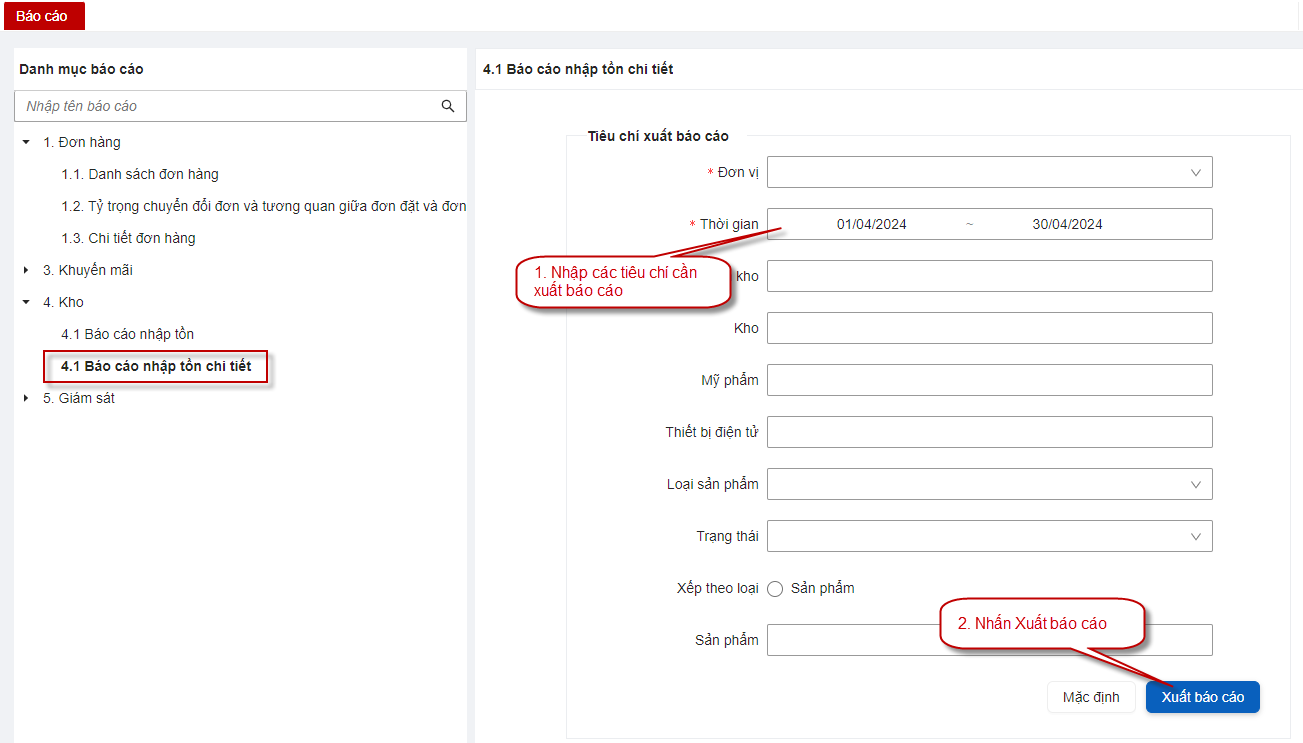 Báo cáo
Danh mục báo cáo
Nhập tên báo cáo
1. Đơn hàng
1.1. Danh sách đơn hàng
1.2. Tỷ trọng chuyển đổi đơn và tương quan giữa đơn đặt và đơn
1.3. Chi tiết đơn hàng
3. Khuyến mãi
4. Kho
4.1 Báo cáo nhập tồn
4.1 Báo cáo nhập tồn chi tiết
5. Giám sát
4.1 Báo cáo nhập tồn chi tiết
Tiêu chí xuất báo cáo
* Đơn vị
* Thời gian 01/04/2024 ~ 30/04/2024
1. Nhập các tiêu chí cần
xuất báo cáo
kho
Kho
Mỹ phẩm
Thiết bị điện tử
Loại sản phẩm
Trạng thái
Xếp theo loại Sản phẩm
2. Nhấn Xuất báo cáo
Sản phẩm
Mặc định Xuất báo cáo